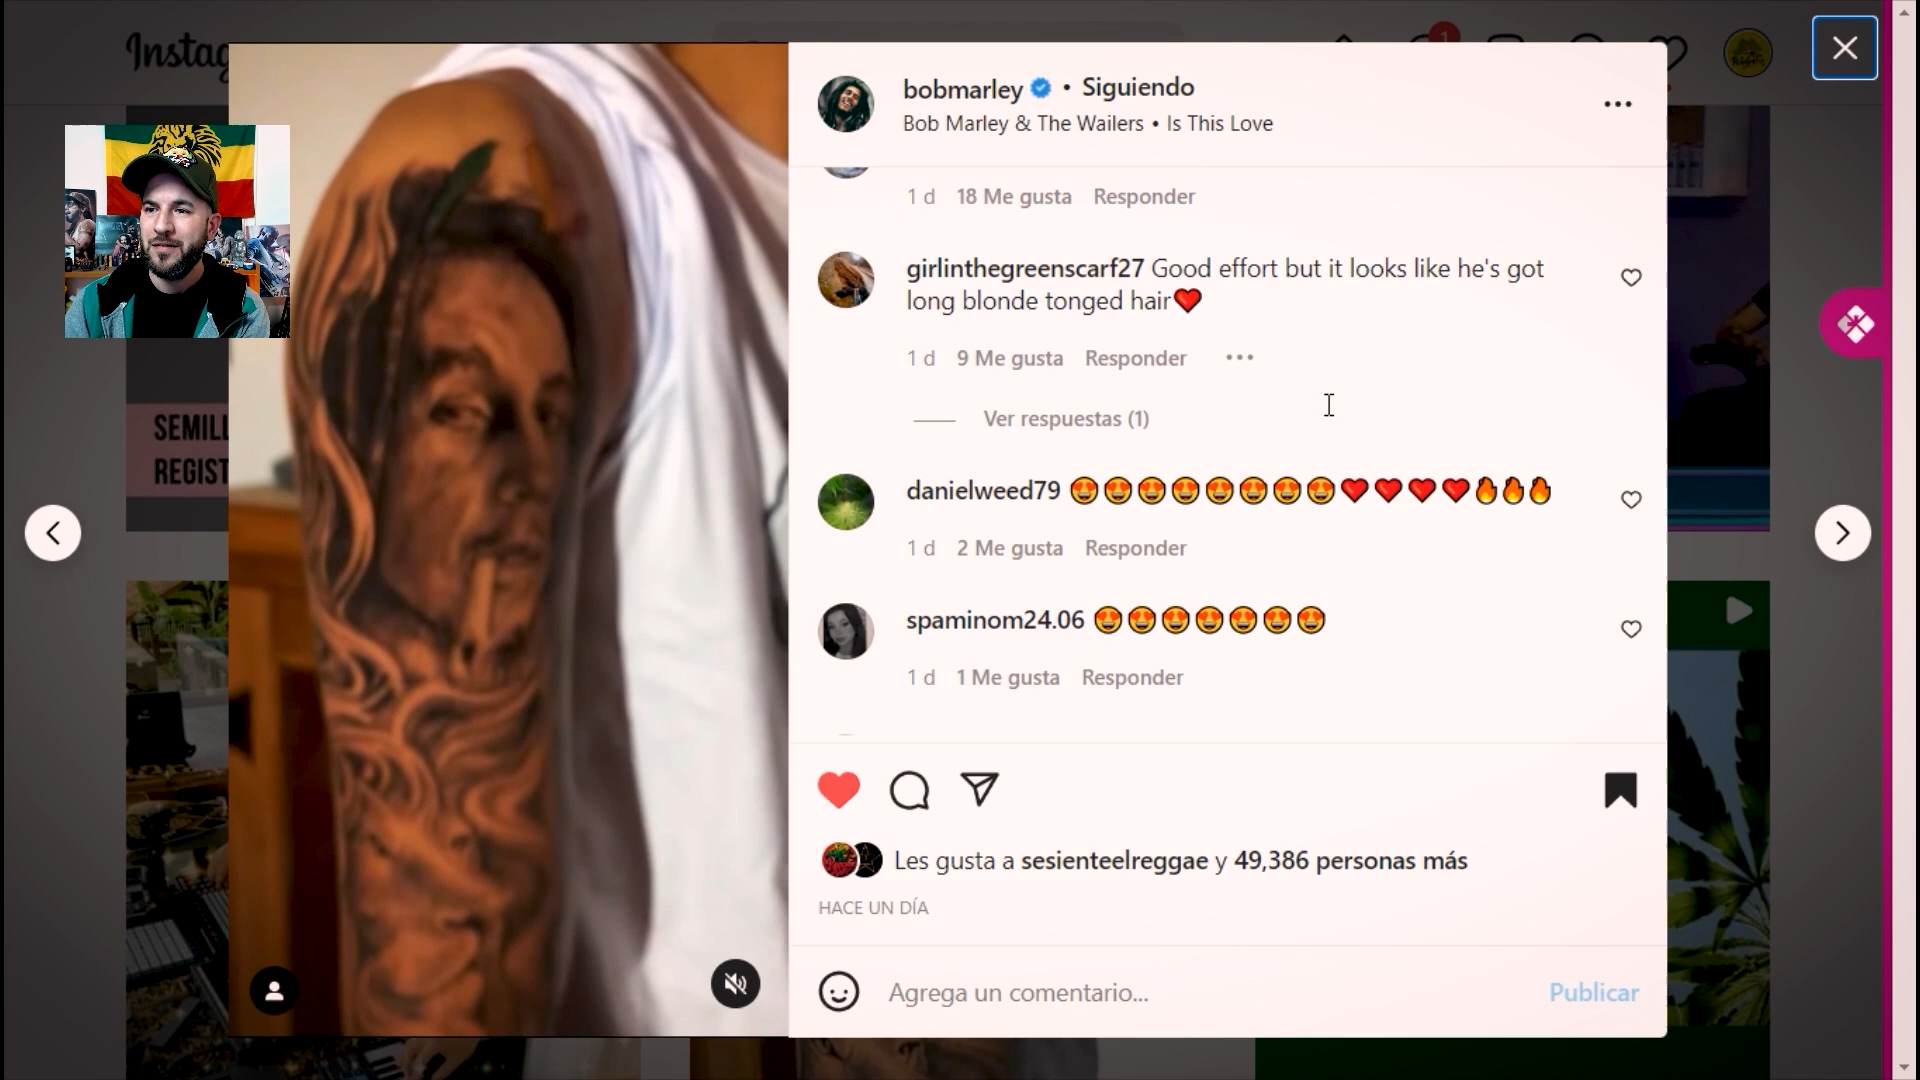 Instag
1
SEMILL
REGIST
bobmarley • Siguiendo
Bob Marley & The Wailers • Is This Love
1 d 18 Me gusta Responder
girlinthegreenscarf27 Good effort but it looks like he's got
long blonde tonged hair❤️
1 d 9 Me gusta Responder
Ver respuestas (1)
danielweed79 😍😍😍😍😍😍😍😍❤️❤️❤️❤️🔥🔥🔥
1 d 2 Me gusta Responder
spaminom24.06 😍😍😍😍😍😍😍
1 d 1 Me gusta Responder
Les gusta a sesienteelreggae y 49,386 personas más
HACE UN DÍA
Agrega un comentario...
Publicar